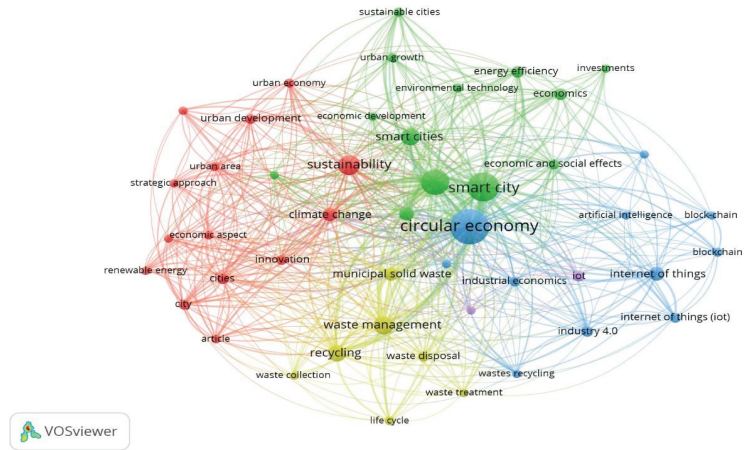 sustainable cities
urban growth
energy efficiency
investments
urban economy
environmental technology
economics
economic development
urban development
smart cities
sustainability
economic and social effects
urban area
strategic approach
smart city
climate change
artificial intelligence
block-chain
circular economy
economic aspect
blockchain
innovation
renewable energy
cities
municipal solid waste
industrial economics
iot
internet of things
city
waste management
internet of things (iot)
industry 4.0
article
recycling
waste disposal
waste collection
wastes recycling
waste treatment
life cycle
VOSviewer